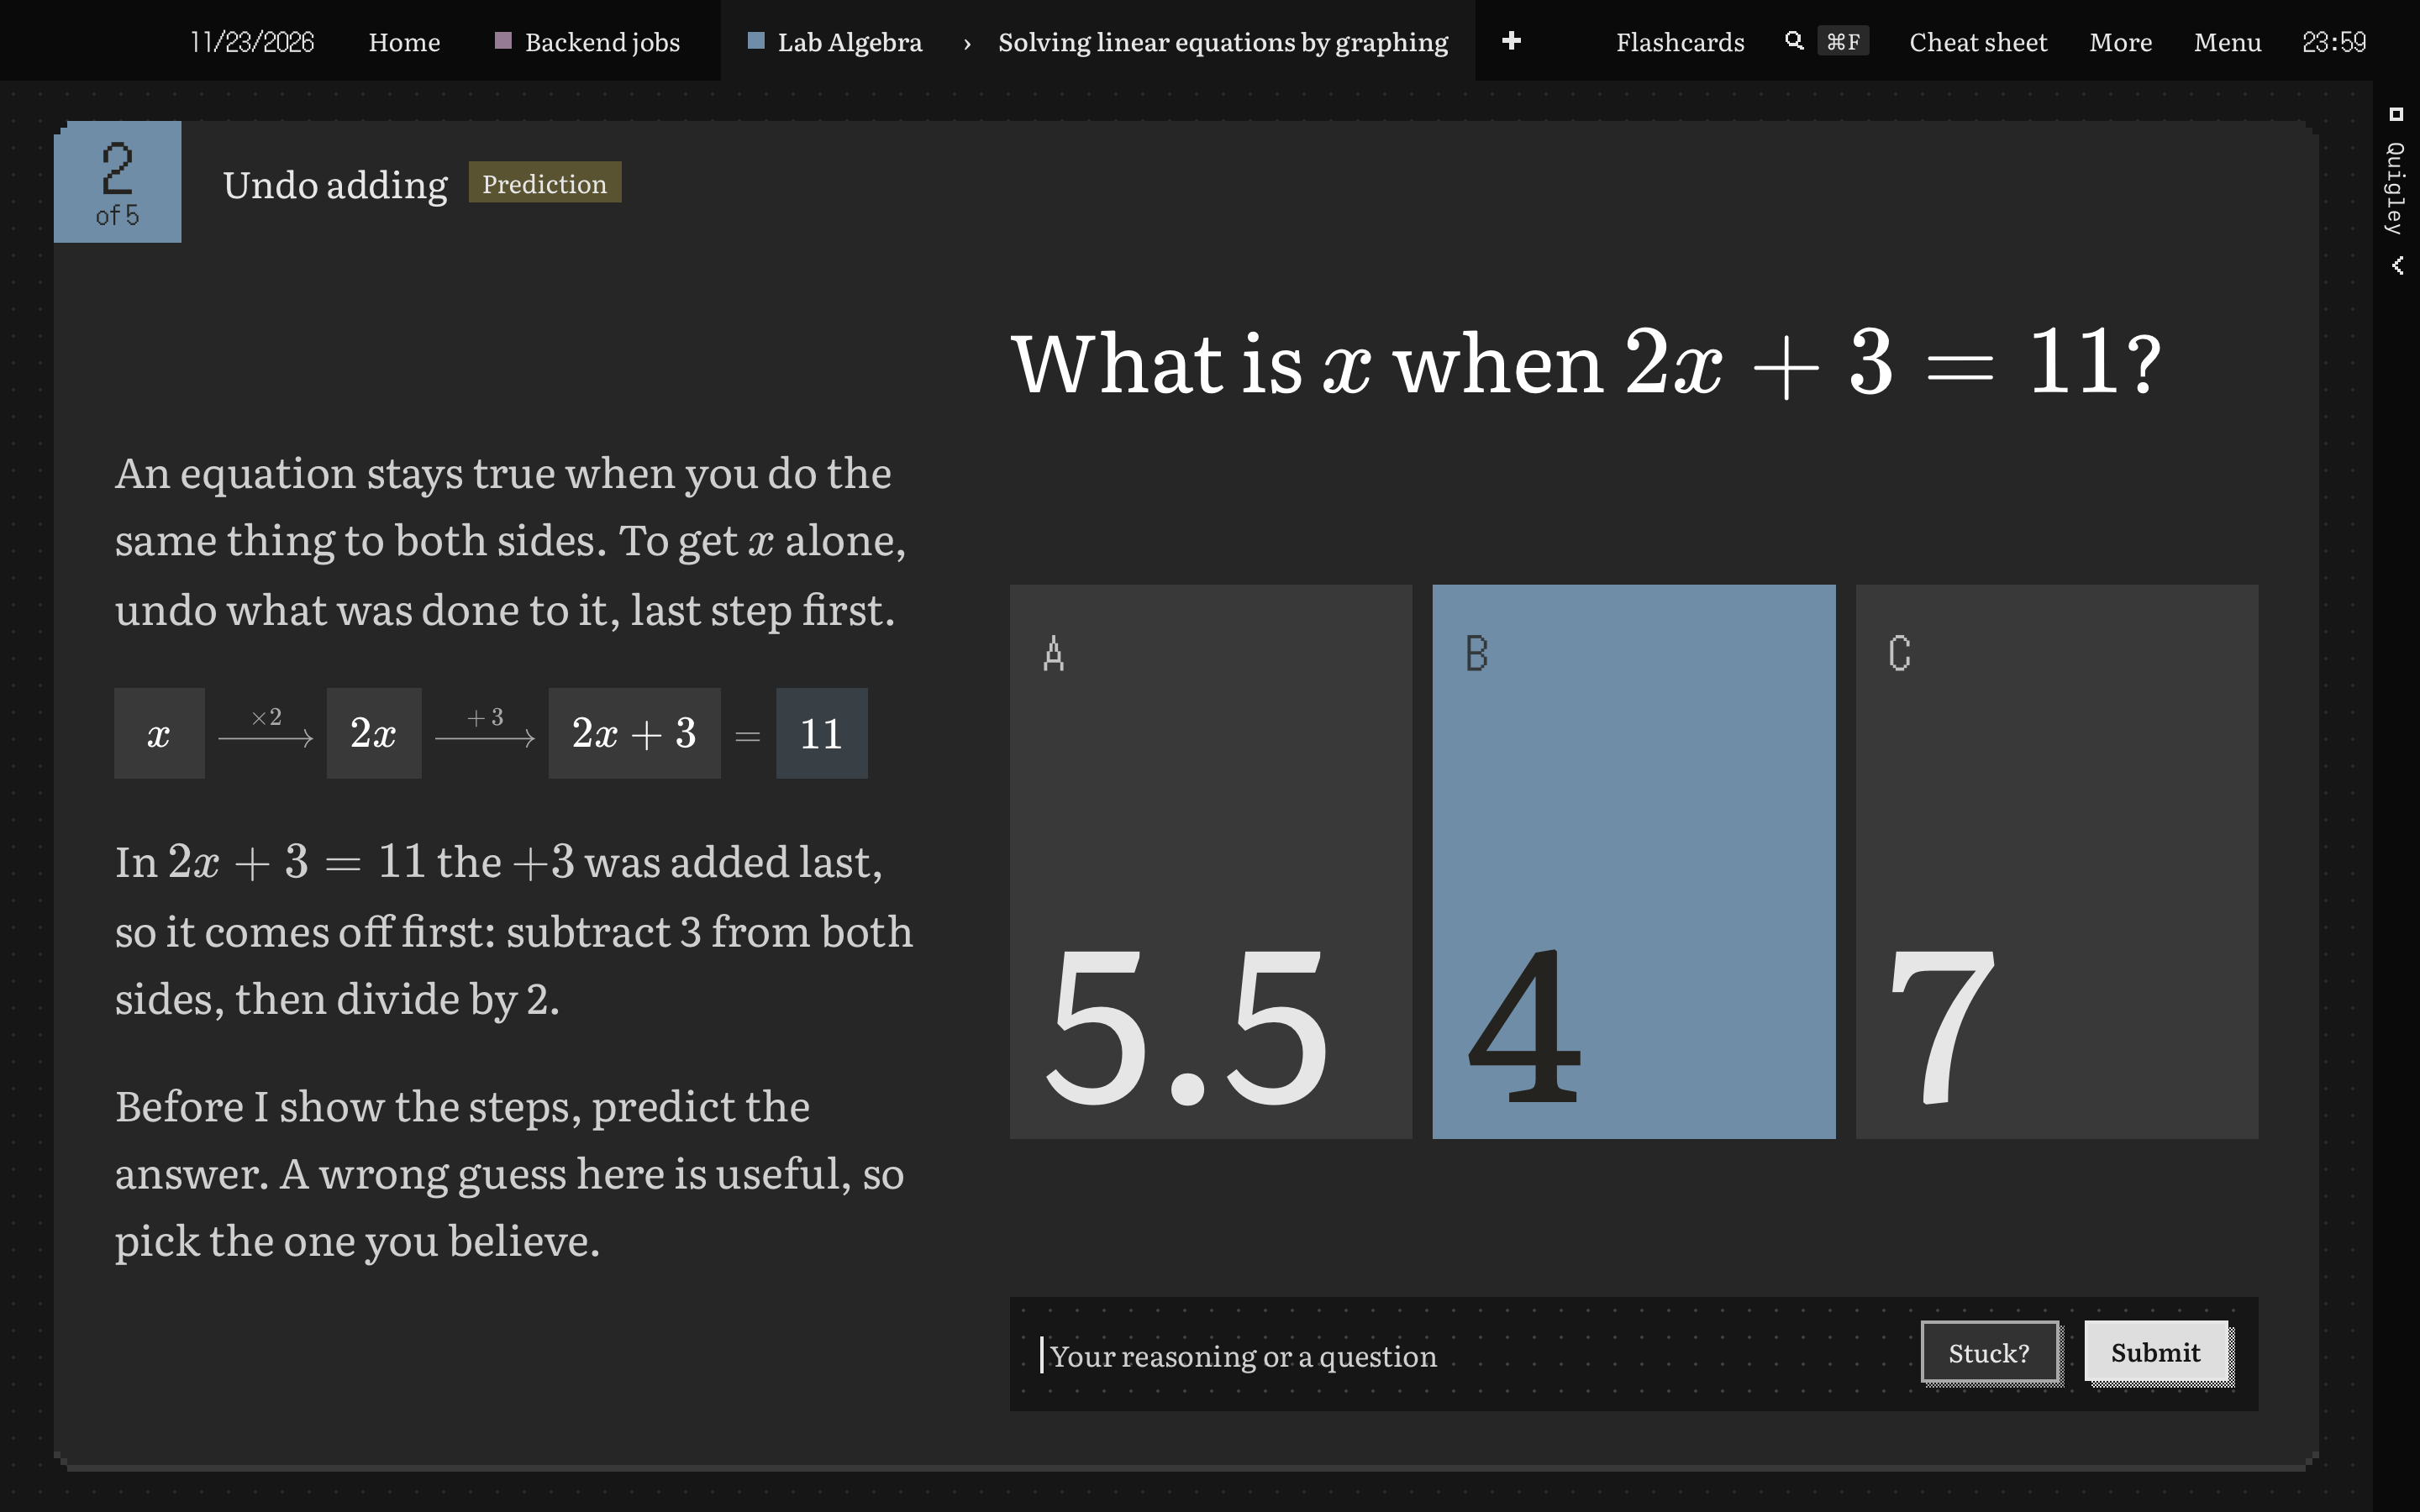 11/23/2026 Home Backend jobs Lab Algebra › Solving linear equations by graphing + Flashcards ⌘F Cheat sheet More Menu 23:59
Quigley
2
of 5
Undo adding Prediction
An equation stays true when you do the
same thing to both sides. To get x alone,
undo what was done to it, last step first.
x ×2 2x + 3 2x + 3 = 11
In 2x + 3 = 11 the +3 was added last,
so it comes off first: subtract 3 from both
sides, then divide by 2.
Before I show the steps, predict the
answer. A wrong guess here is useful, so
pick the one you believe.
What is x when 2x + 3 = 11?
A B C
5.5 4 7
Your reasoning or a question Stuck? Submit